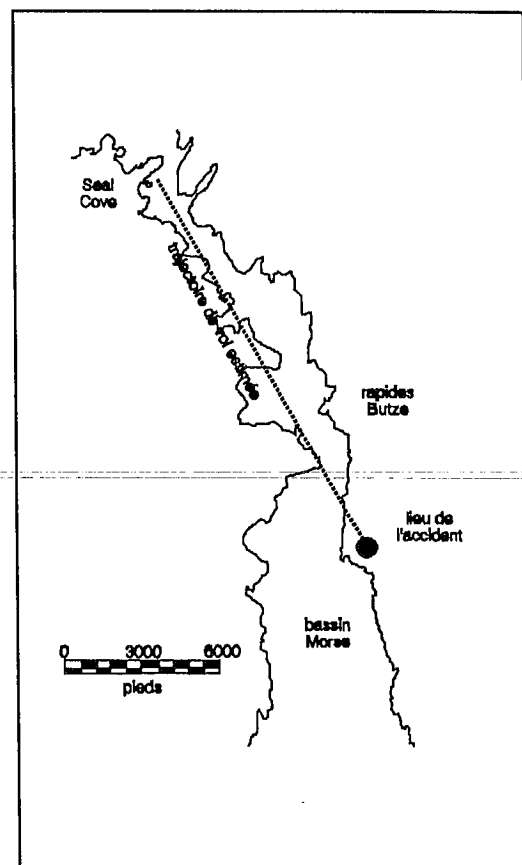 Seal
Cove
trajectoire de vol estimée
rapides
Butze
lieu de
l'accident
bassin
Morse
0 3000 6000
pieds